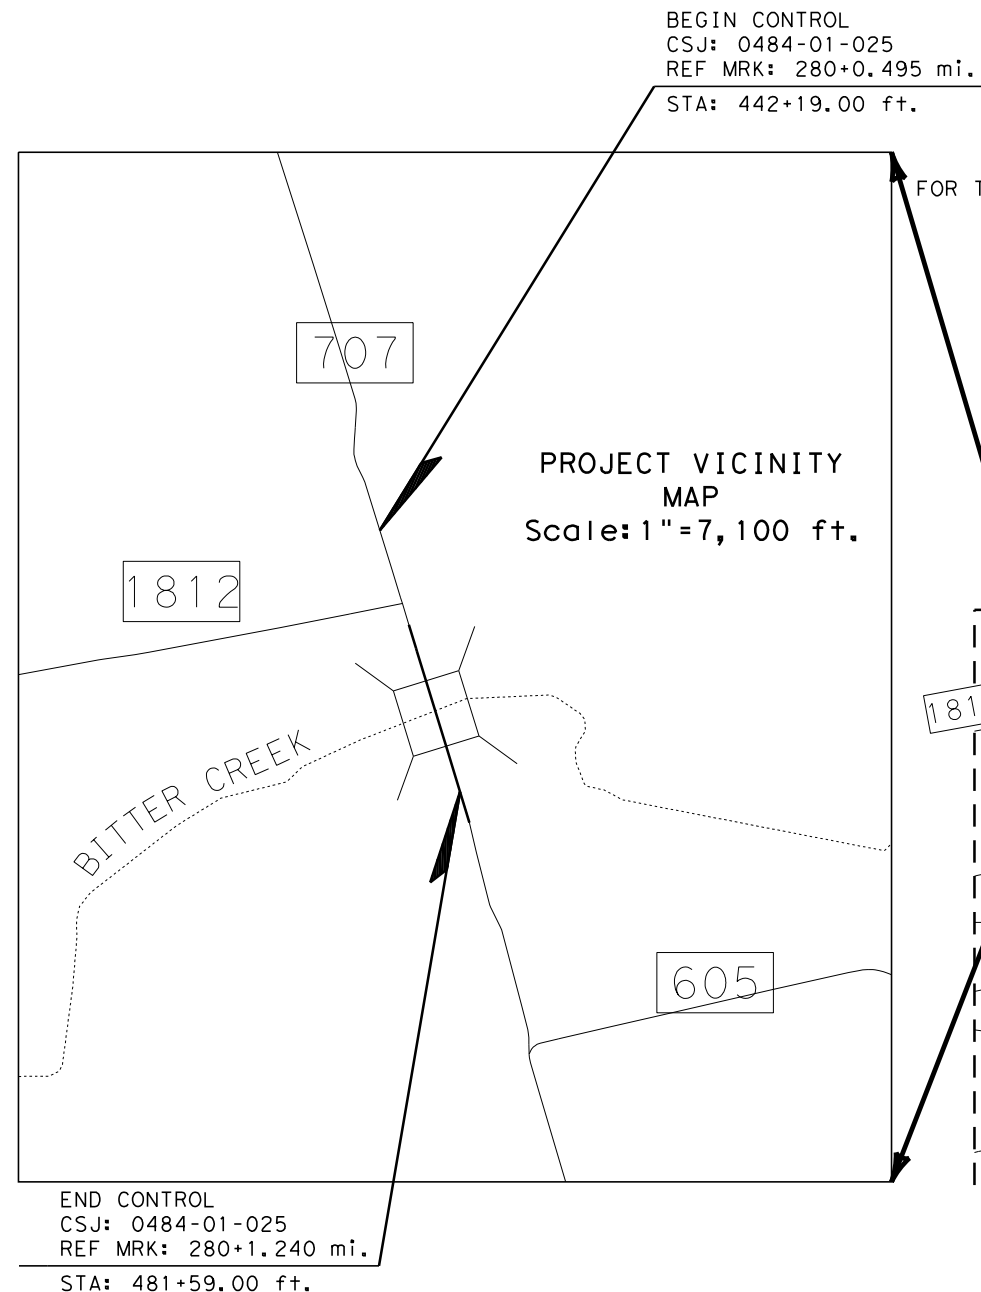 BEGIN CONTROL
CSJ: 0484-01-025
REF MRK: 280+0.495 mi.
STA: 442+19.00 ft.
FOR
707
PROJECT VICINITY
MAP
Scale: 1"=7,100 ft.
1812
181
BITTER CREEK
605
END CONTROL
CSJ: 0484-01-025
REF MRK: 280+1.240 mi.
STA: 481+59.00 ft.